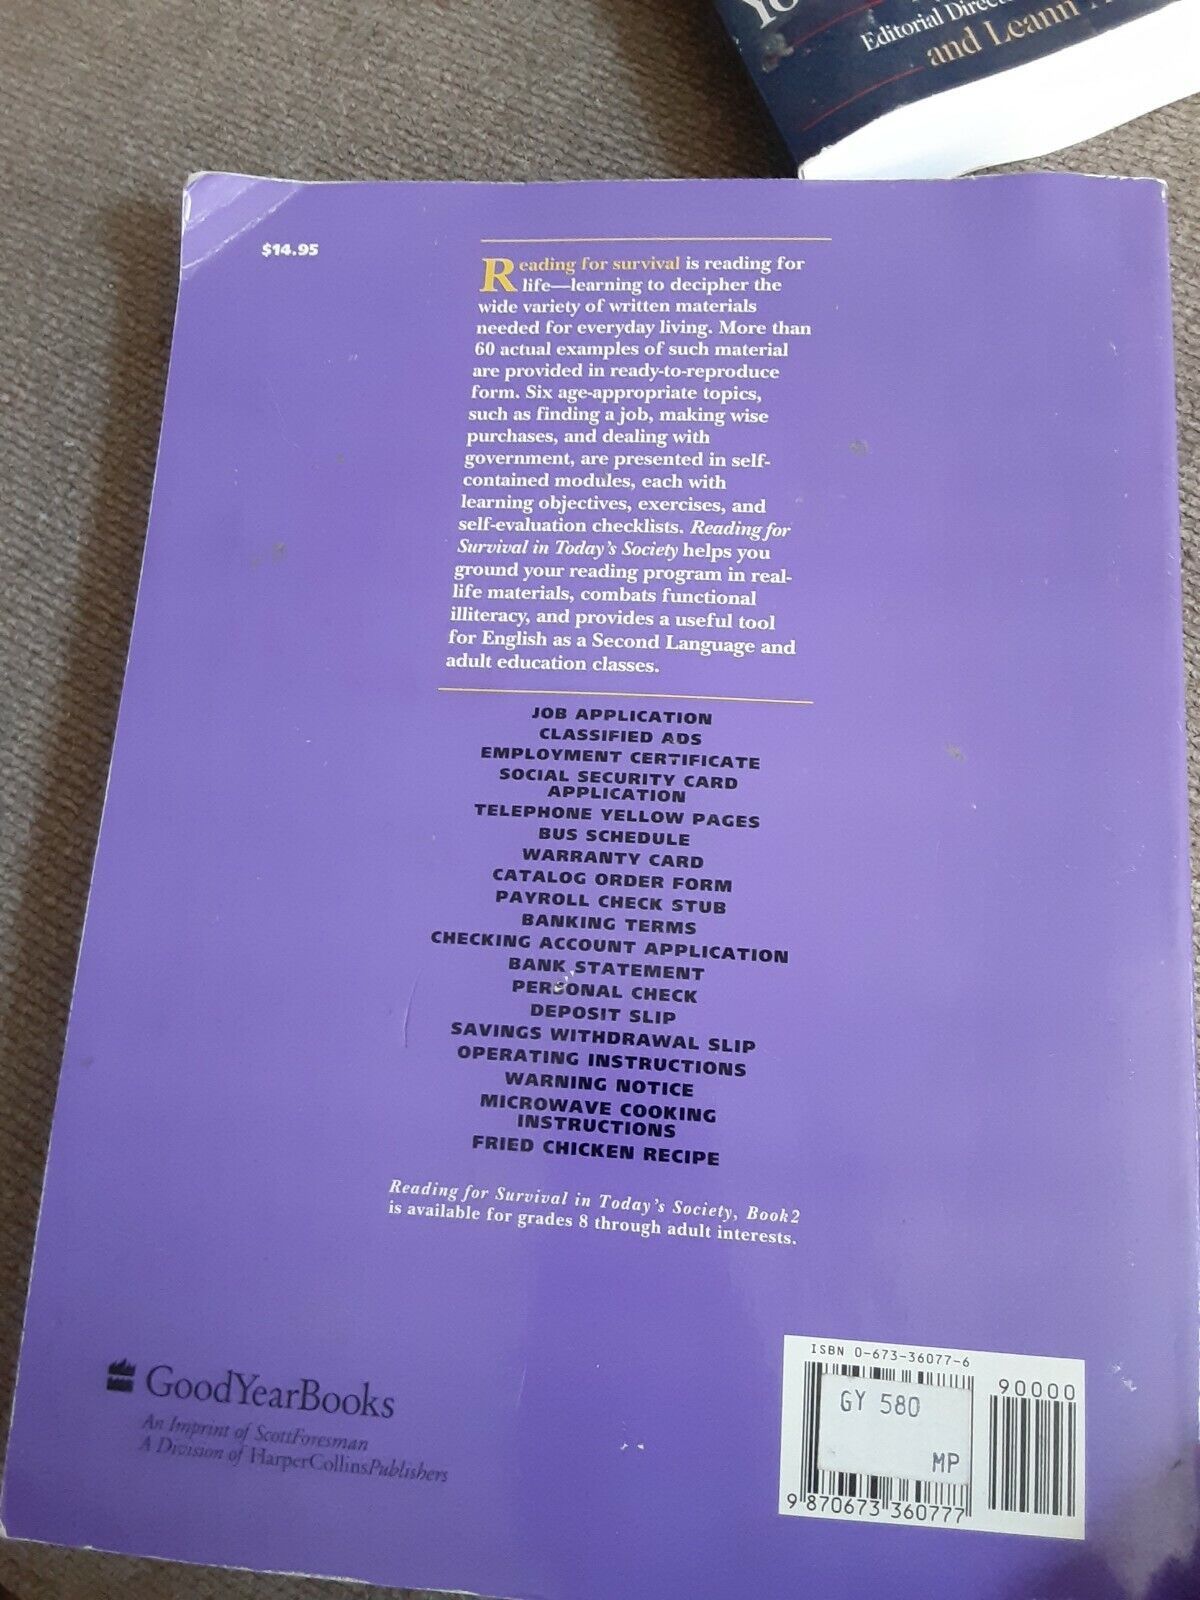 Editorial Direct
and Leann
$14.95
Reading for survival is reading for
life—learning to decipher the
wide variety of written materials
needed for everyday living. More than
60 actual examples of such material
are provided in ready-to-reproduce
form. Six age-appropriate topics,
such as finding a job, making wise
purchases, and dealing with
government, are presented in self-
contained modules, each with
learning objectives, exercises, and
self-evaluation checklists. Reading for
Survival in Today's Society helps you
ground your reading program in real-
life materials, combats functional
illiteracy, and provides a useful tool
for English as a Second Language and
adult education classes.
JOB APPLICATION
CLASSIFIED ADS
EMPLOYMENT CERTIFICATE
SOCIAL SECURITY CARD
APPLICATION
TELEPHONE YELLOW PAGES
BUS SCHEDULE
WARRANTY CARD
CATALOG ORDER FORM
PAYROLL CHECK STUB
BANKING TERMS
CHECKING ACCOUNT APPLICATION
BANK STATEMENT
PERSONAL CHECK
DEPOSIT SLIP
SAVINGS WITHDRAWAL SLIP
OPERATING INSTRUCTIONS
WARNING NOTICE
MICROWAVE COOKING
INSTRUCTIONS
FRIED CHICKEN RECIPE
Reading for Survival in Today's Society, Book2
is available for grades 8 through adult interests.
GoodYearBooks
An Imprint of ScottForesman
A Division of HarperCollinsPublishers
ISBN 0-673-36077-6
90000
GY 580
MP
9 870673 360777